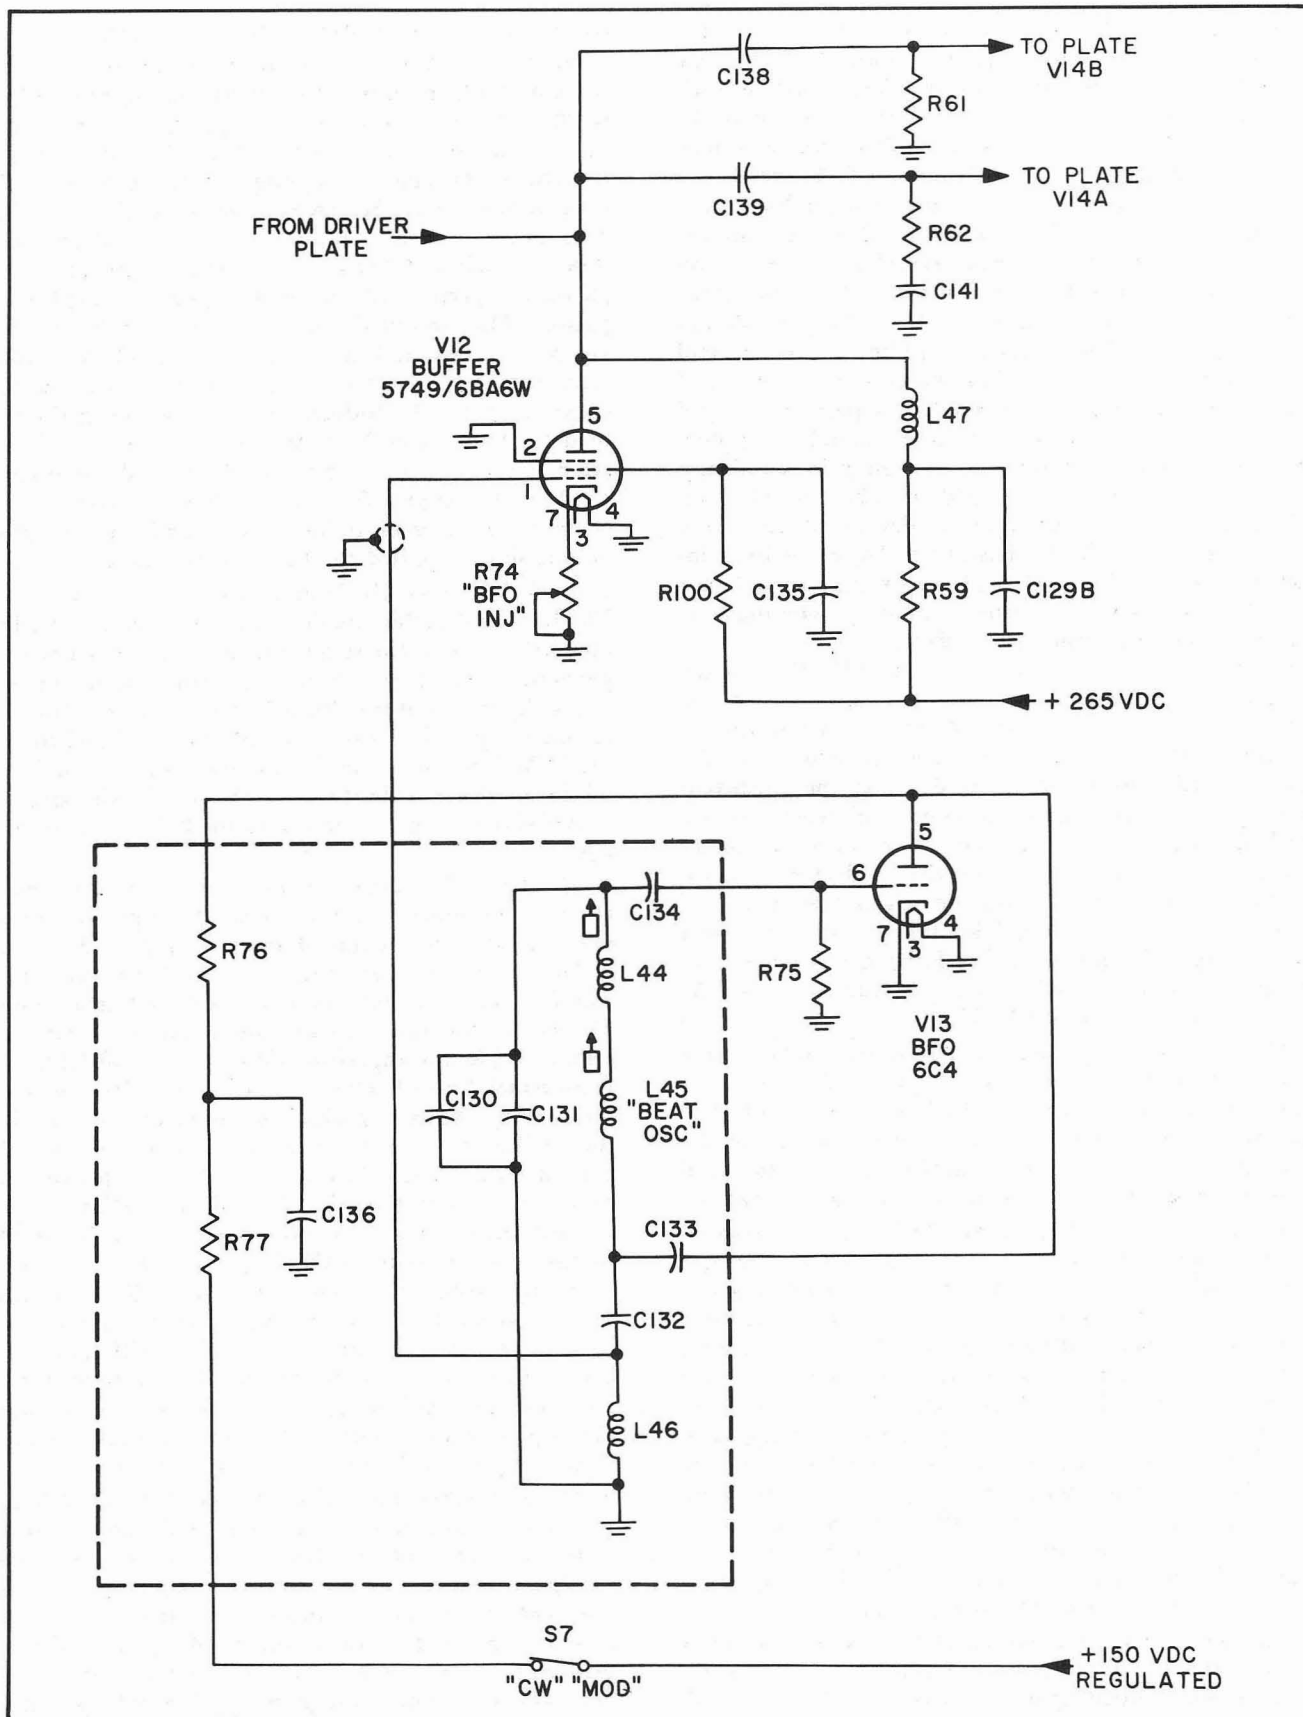 C138
TO PLATE
V14B
R61
C139
TO PLATE
V14A
FROM DRIVER
PLATE
R62
C141
V12
BUFFER
5749/6BA6W
5
L47
2
1
7
3
4
R74
"BFO
INJ"
R100
C135
R59
C129B
+ 265 VDC
5
6
C134
7
3
4
R76
L44
R75
V13
BFO
6C4
C130
C131
L45
"BEAT
OSC"
C136
R77
C133
C132
L46
S7
"CW" "MOD"
+150 VDC
REGULATED